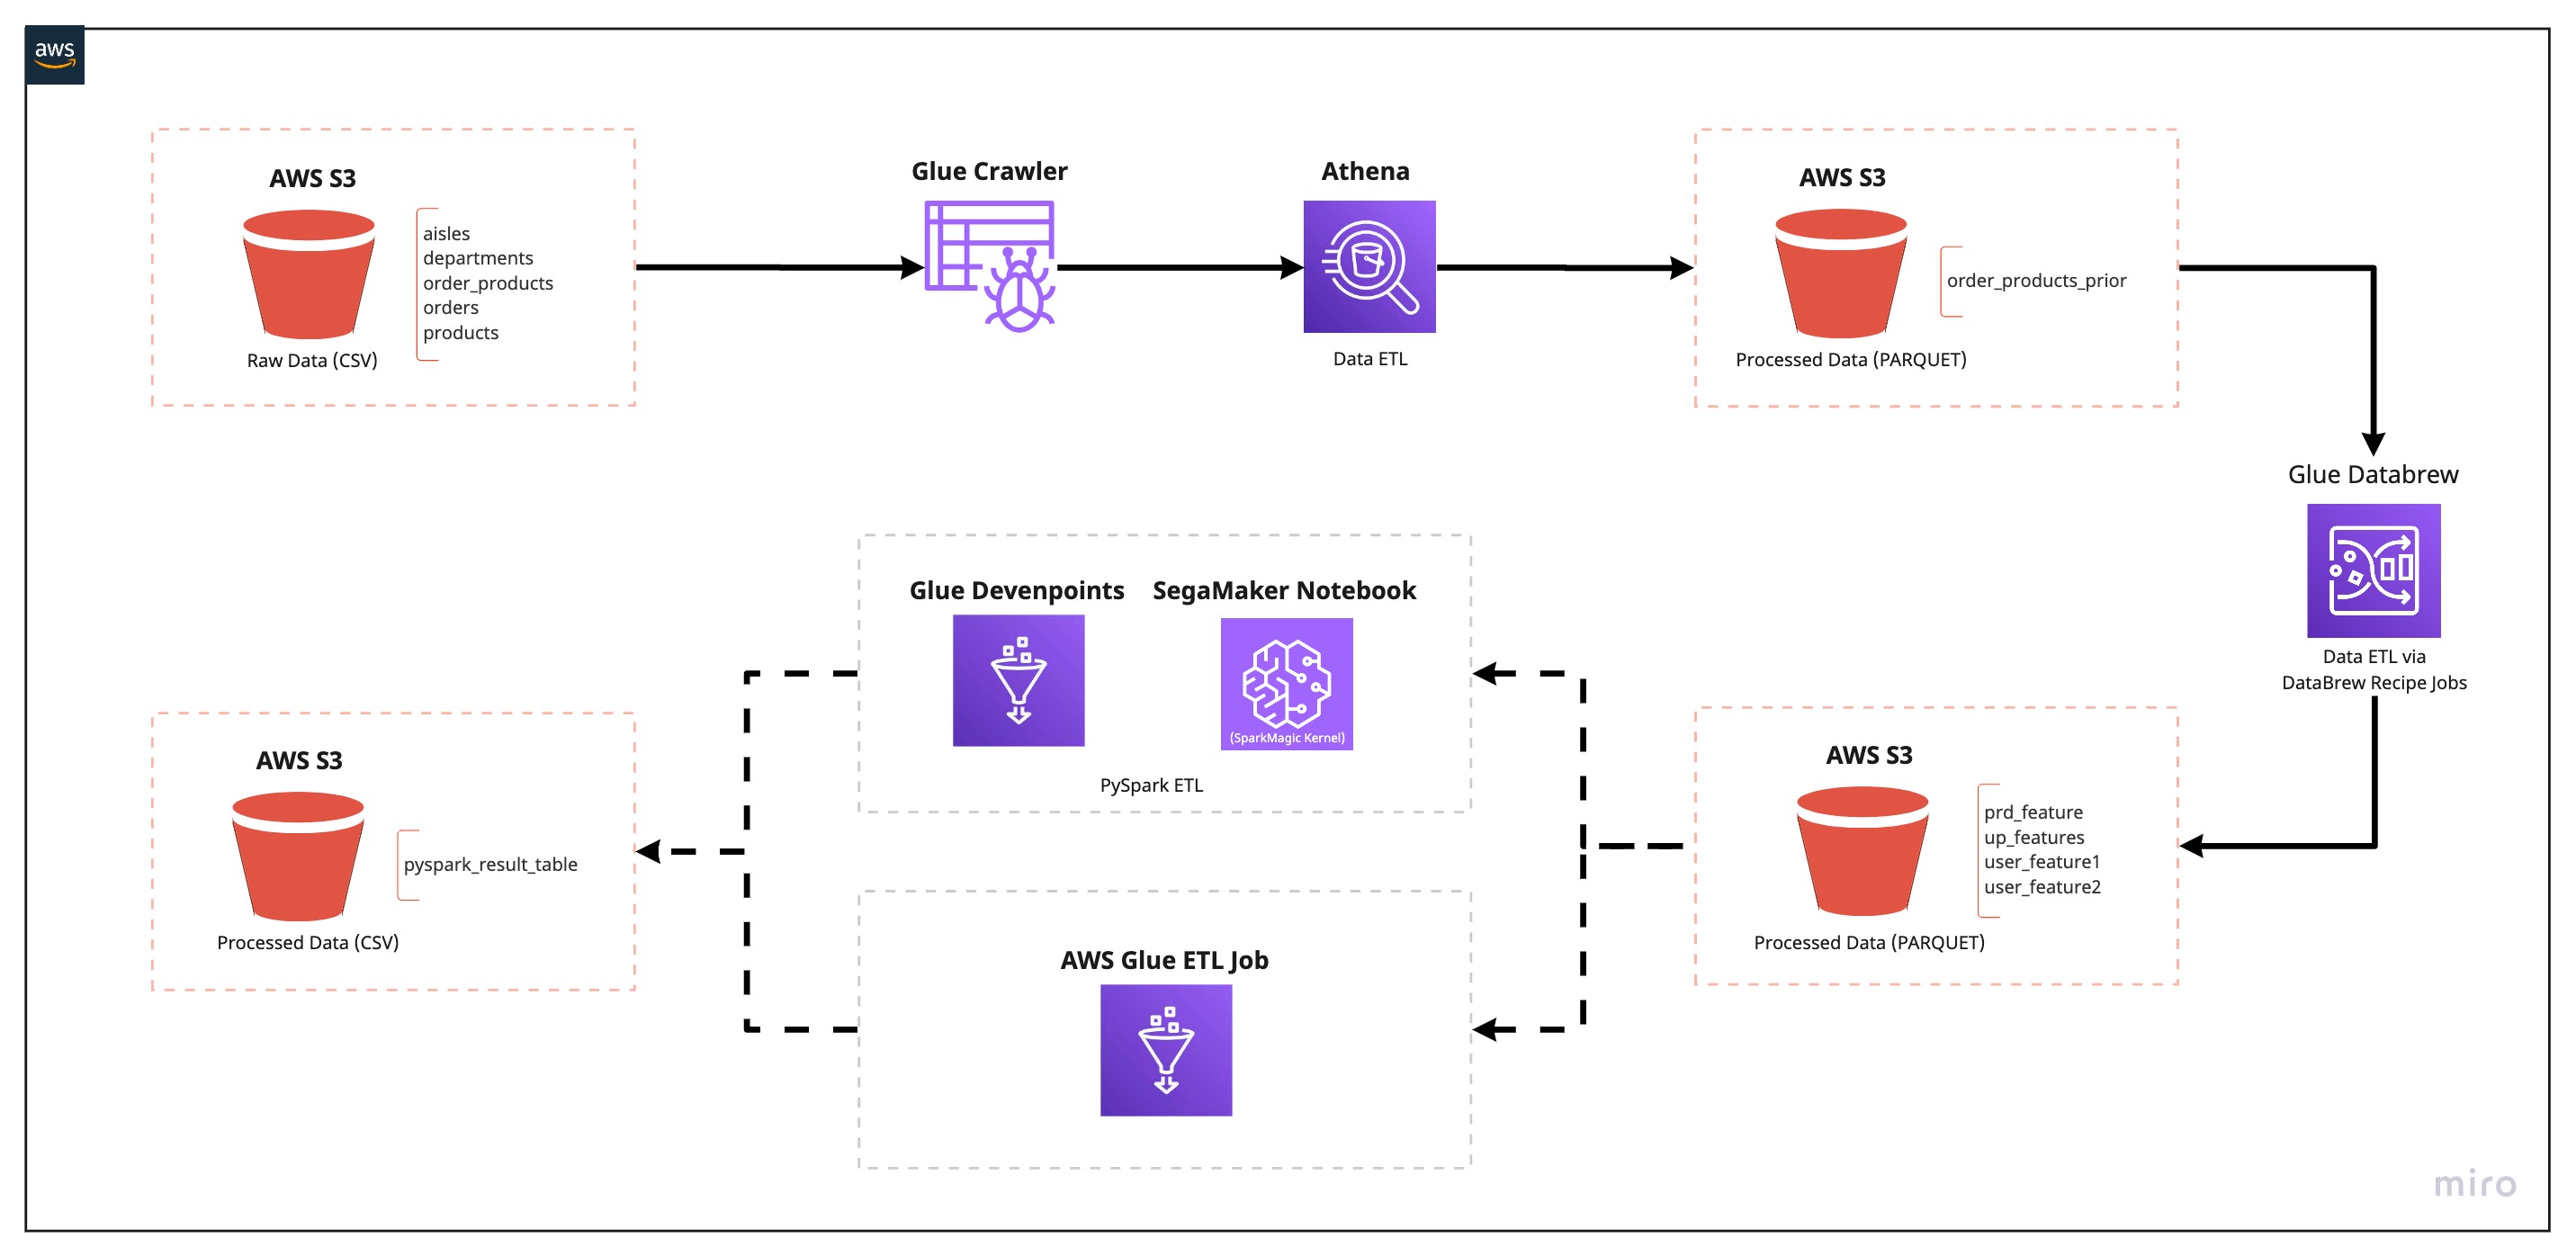 aws
AWS S3
aisles
departments
order_products
orders
products
Raw Data (CSV)
Glue Crawler
Athena
Data ETL
AWS S3
order_products_prior
Processed Data (PARQUET)
Glue Databrew
Data ETL via
DataBrew Recipe Jobs
AWS S3
prd_feature
up_features
user_feature1
user_feature2
Processed Data (PARQUET)
Glue Devenpoints
SegaMaker Notebook
(SparkMagic Kernel)
PySpark ETL
AWS Glue ETL Job
AWS S3
pyspark_result_table
Processed Data (CSV)
miro